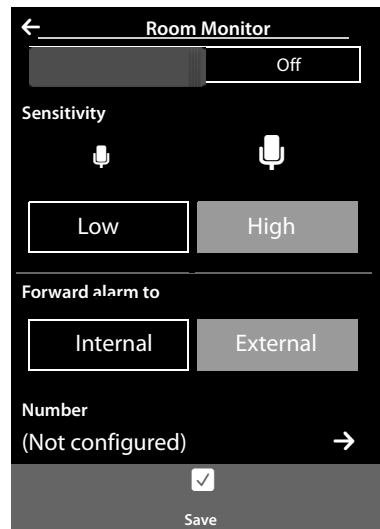 Room Monitor
Off
Sensitivity
Low High
Forward alarm to
Internal External
Number
(Not configured)
Save